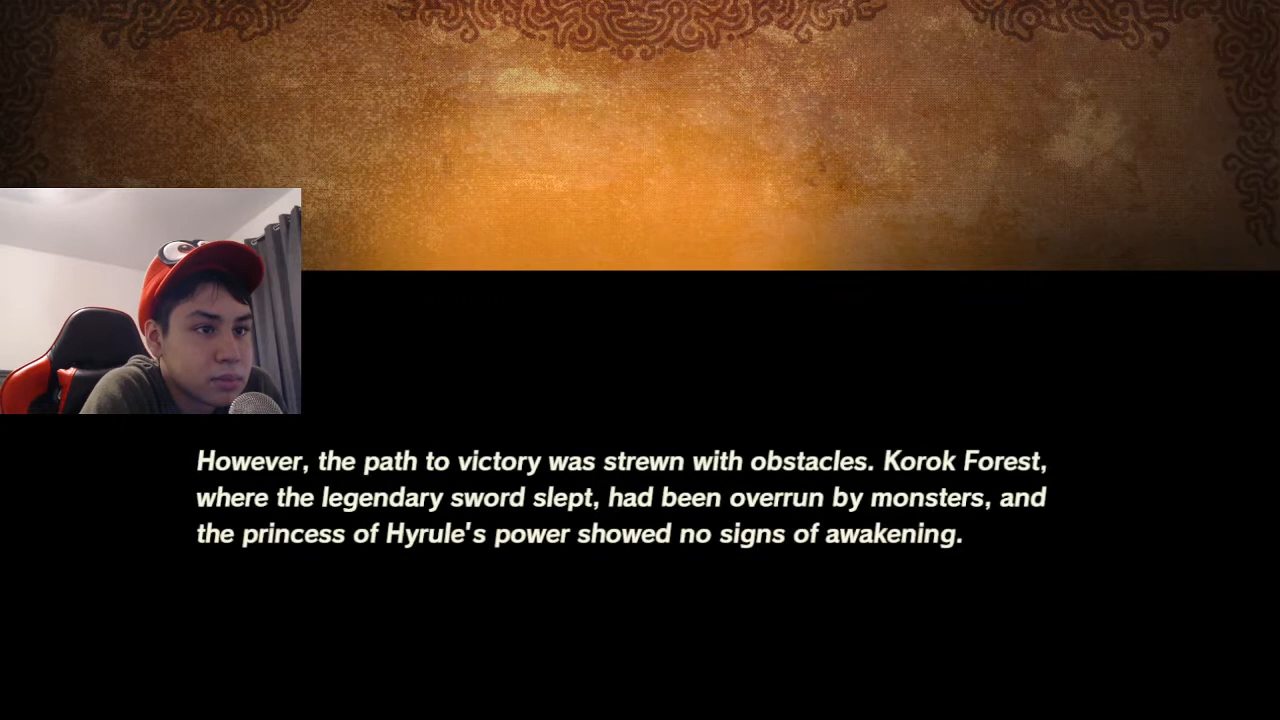 However, the path to victory was strewn with obstacles. Korok Forest,
where the legendary sword slept, had been overrun by monsters, and
the princess of Hyrule's power showed no signs of awakening.